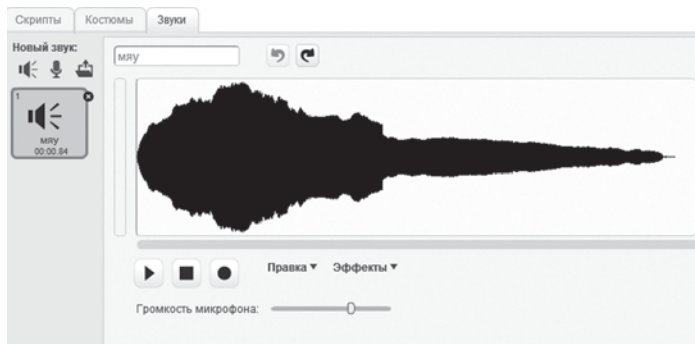 Скрипты Костюмы Звуки
Новый звук:
мяу
1
мяу
00:00.84
Правка Эффекты
Громкость микрофона: